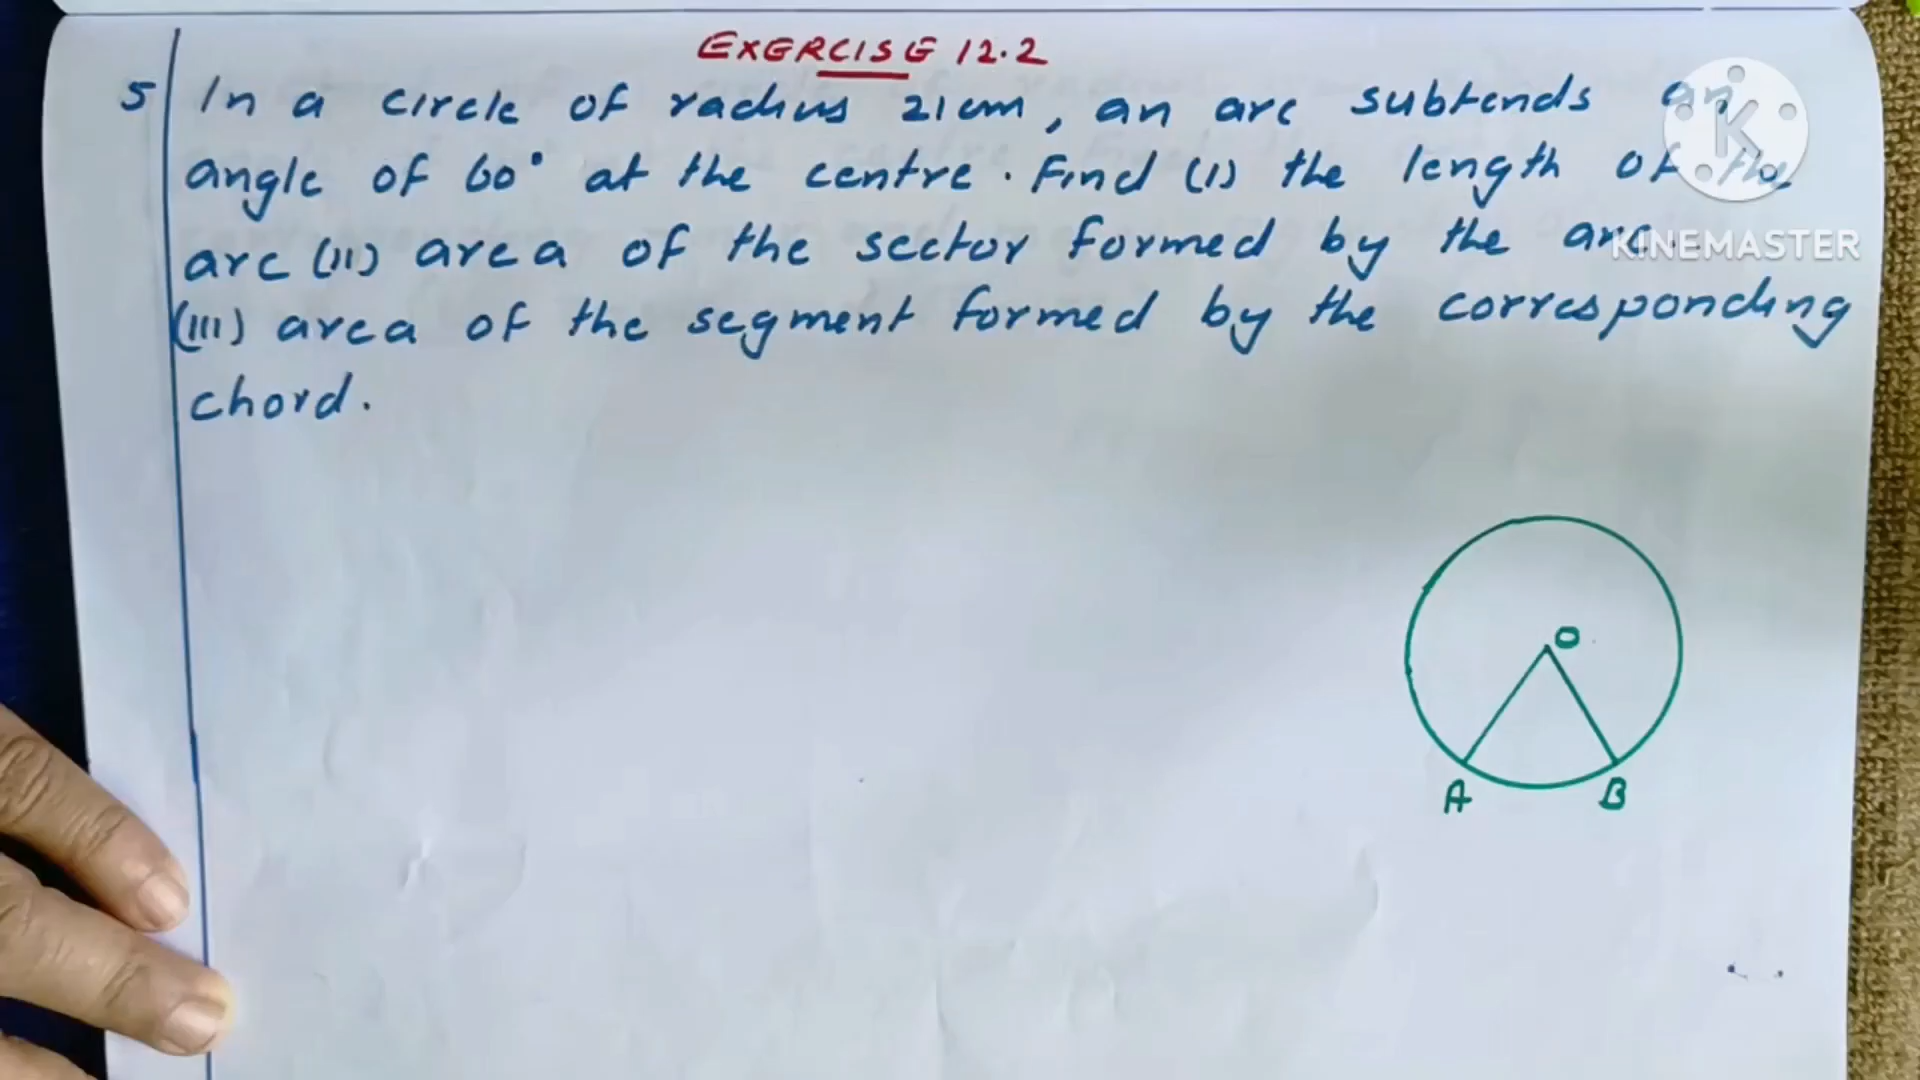 EXERCISE 12.2
5 In a circle of radius 21cm, an arc subtends an
angle of 60° at the centre. Find (I) the length of the
arc (II) area of the sector formed by the arc.
KINEMASTER
(III) area of the segment formed by the corresponding
chord.
O
A B